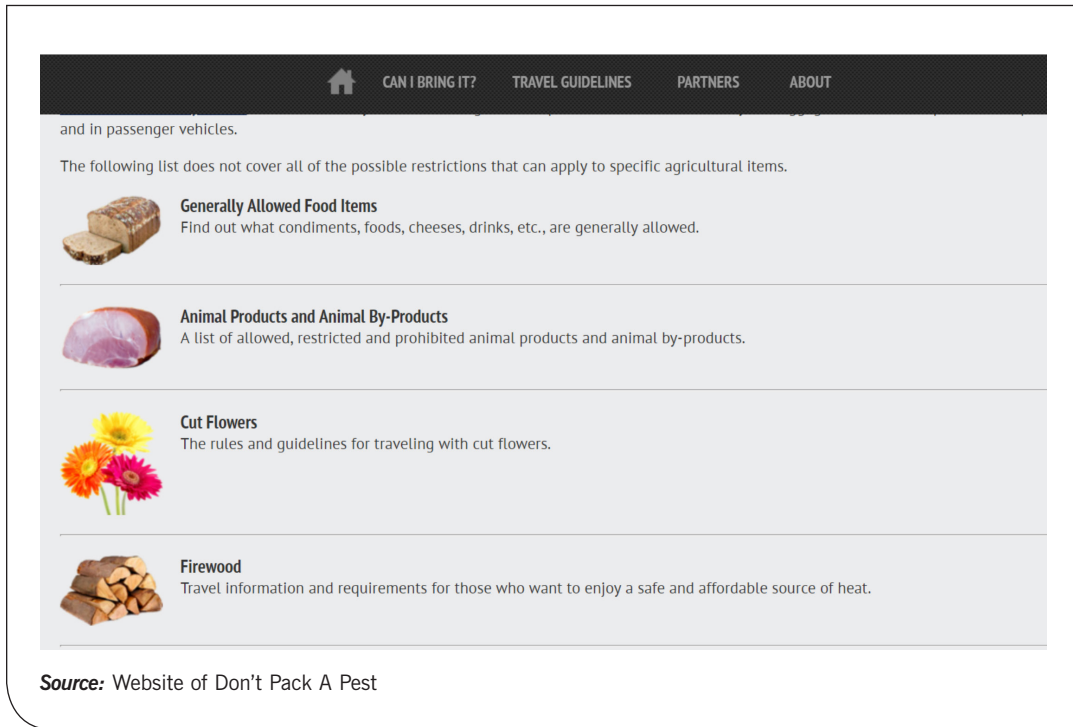 CAN I BRING IT? TRAVEL GUIDELINES PARTNERS ABOUT
and in passenger vehicles.
The following list does not cover all of the possible restrictions that can apply to specific agricultural items.
Generally Allowed Food Items
Find out what condiments, foods, cheeses, drinks, etc., are generally allowed.
Animal Products and Animal By-Products
A list of allowed, restricted and prohibited animal products and animal by-products.
Cut Flowers
The rules and guidelines for traveling with cut flowers.
Firewood
Travel information and requirements for those who want to enjoy a safe and affordable source of heat.
Source: Website of Don't Pack A Pest